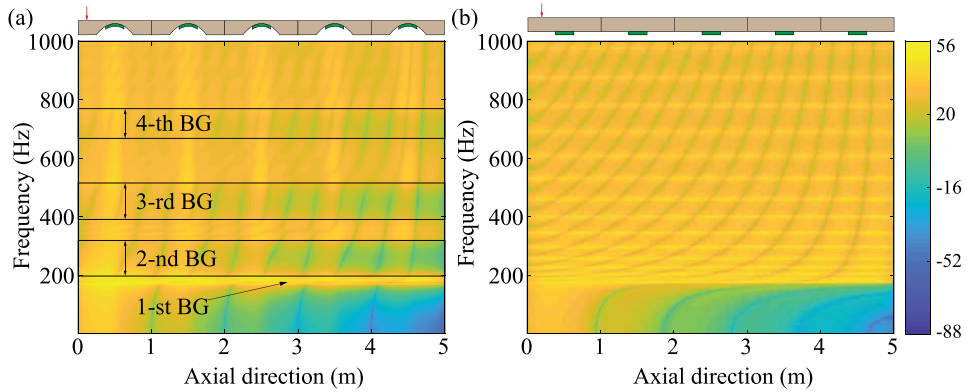 (a)
(b)
1000
800
600
400
200
0
1
2
3
4
5
Frequency (Hz)
Axial direction (m)
4-th BG
3-rd BG
2-nd BG
1-st BG
1000
800
600
400
200
0
1
2
3
4
5
Frequency (Hz)
Axial direction (m)
56
20
-16
-52
-88